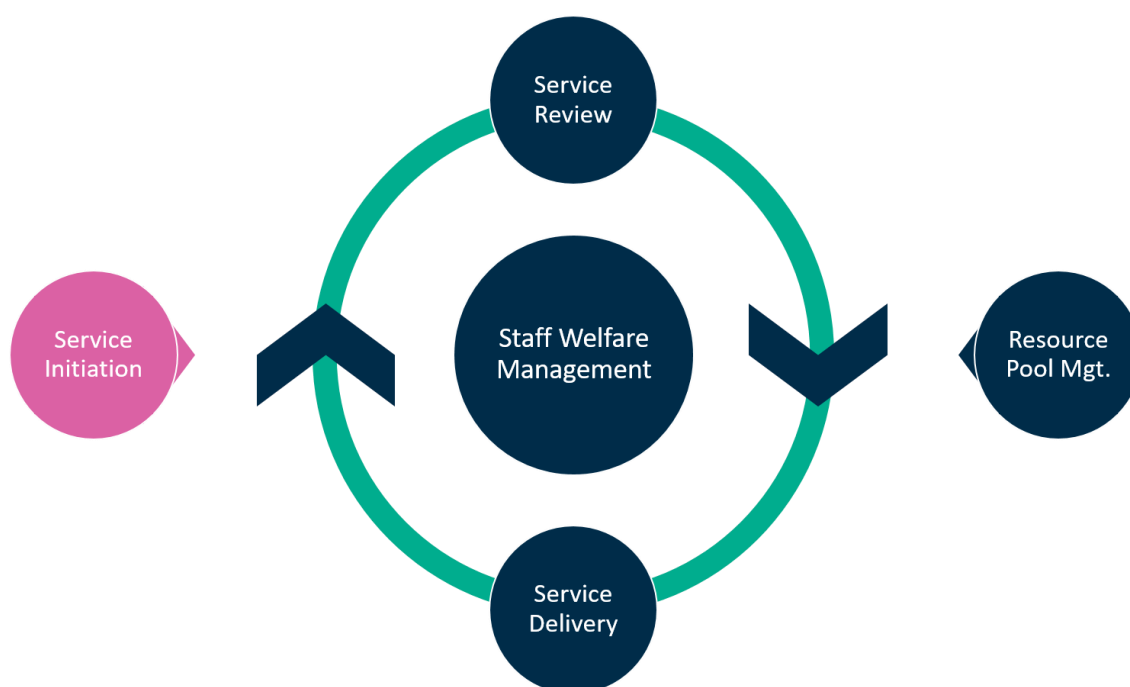 Service
Review
Service
Initiation
Staff Welfare
Management
Resource
Pool Mgt.
Service
Delivery